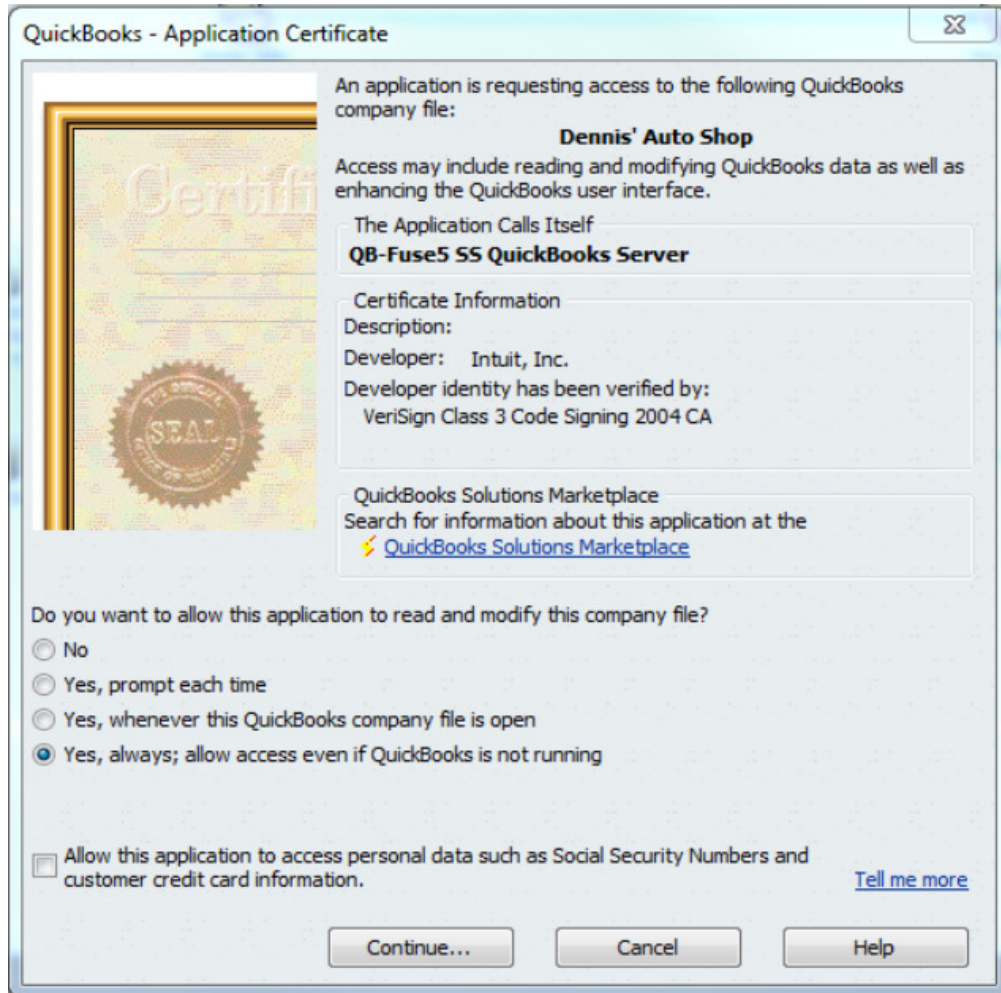 QuickBooks - Application Certificate
An application is requesting access to the following QuickBooks
company file:
Dennis' Auto Shop
Access may include reading and modifying QuickBooks data as well as
enhancing the QuickBooks user interface.
The Application Calls Itself
QB-Fuse5 SS QuickBooks Server
Certificate Information
Description:
Developer: Intuit, Inc.
Developer identity has been verified by:
VeriSign Class 3 Code Signing 2004 CA
QuickBooks Solutions Marketplace
Search for information about this application at the
QuickBooks Solutions Marketplace
Certifi
SEAL
Do you want to allow this application to read and modify this company file?
No
Yes, prompt each time
Yes, whenever this QuickBooks company file is open
Yes, always; allow access even if QuickBooks is not running
Allow this application to access personal data such as Social Security Numbers and
customer credit card information.
Tell me more
Continue...
Cancel
Help